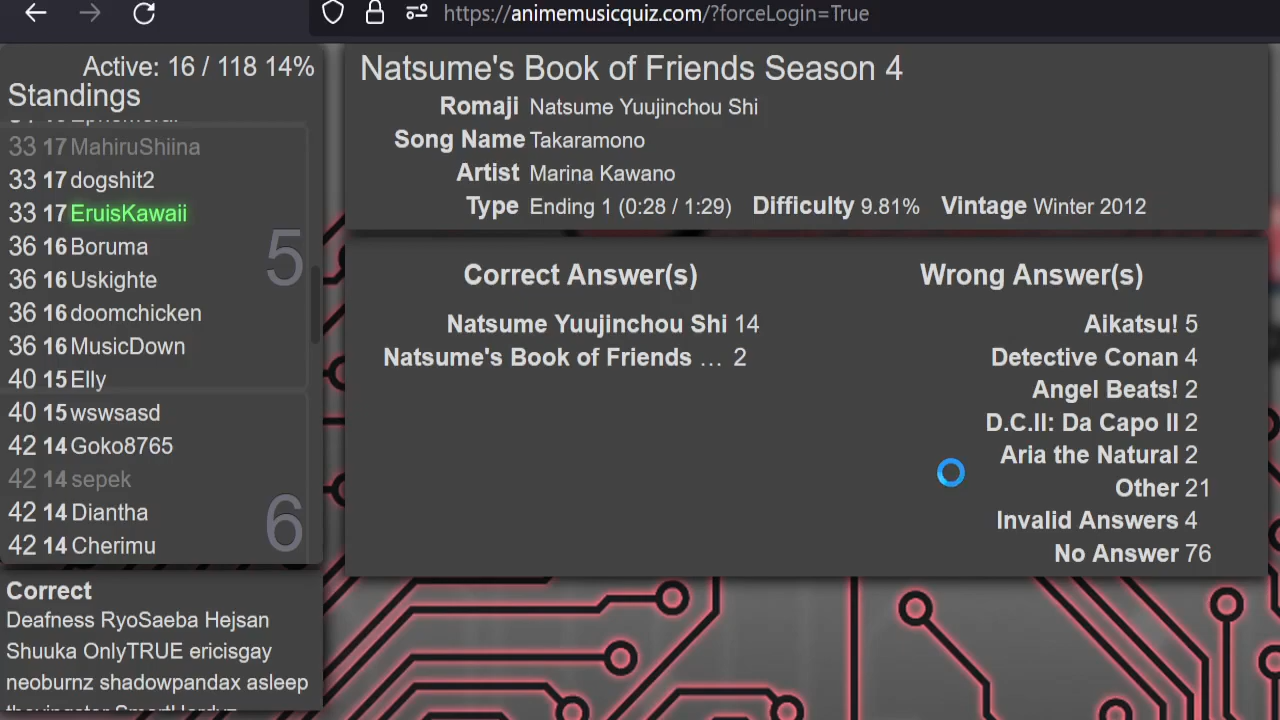 https://animemusicquiz.com/?forceLogin=True
Active: 16 / 118 14%
Standings
33 17 MahiruShiina
33 17 dogshit2
33 17 EruisKawaii
36 16 Boruma
36 16 Uskighte
36 16 doomchicken
36 16 MusicDown
40 15 Elly
5
40 15 wswsasd
42 14 Goko8765
42 14 sepek
42 14 Diantha
42 14 Cherimu
6
Correct
Deafness RyoSaeba Hejsan
Shuuka OnlyTRUE ericisgay
neoburnz shadowpandax asleep
Natsume's Book of Friends Season 4
Romaji Natsume Yuujinchou Shi
Song Name Takaramono
Artist Marina Kawano
Type Ending 1 (0:28 / 1:29) Difficulty 9.81% Vintage Winter 2012
Correct Answer(s)
Natsume Yuujinchou Shi 14
Natsume's Book of Friends … 2
Wrong Answer(s)
Aikatsu! 5
Detective Conan 4
Angel Beats! 2
D.C.II: Da Capo II 2
Aria the Natural 2
Other 21
Invalid Answers 4
No Answer 76